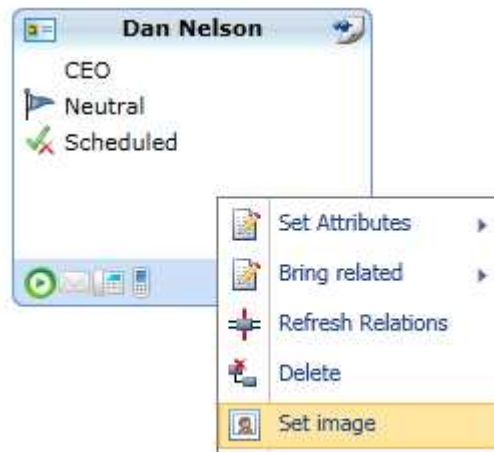 Dan Nelson
CEO
Neutral
Scheduled
Set Attributes
Bring related
Refresh Relations
Delete
Set image